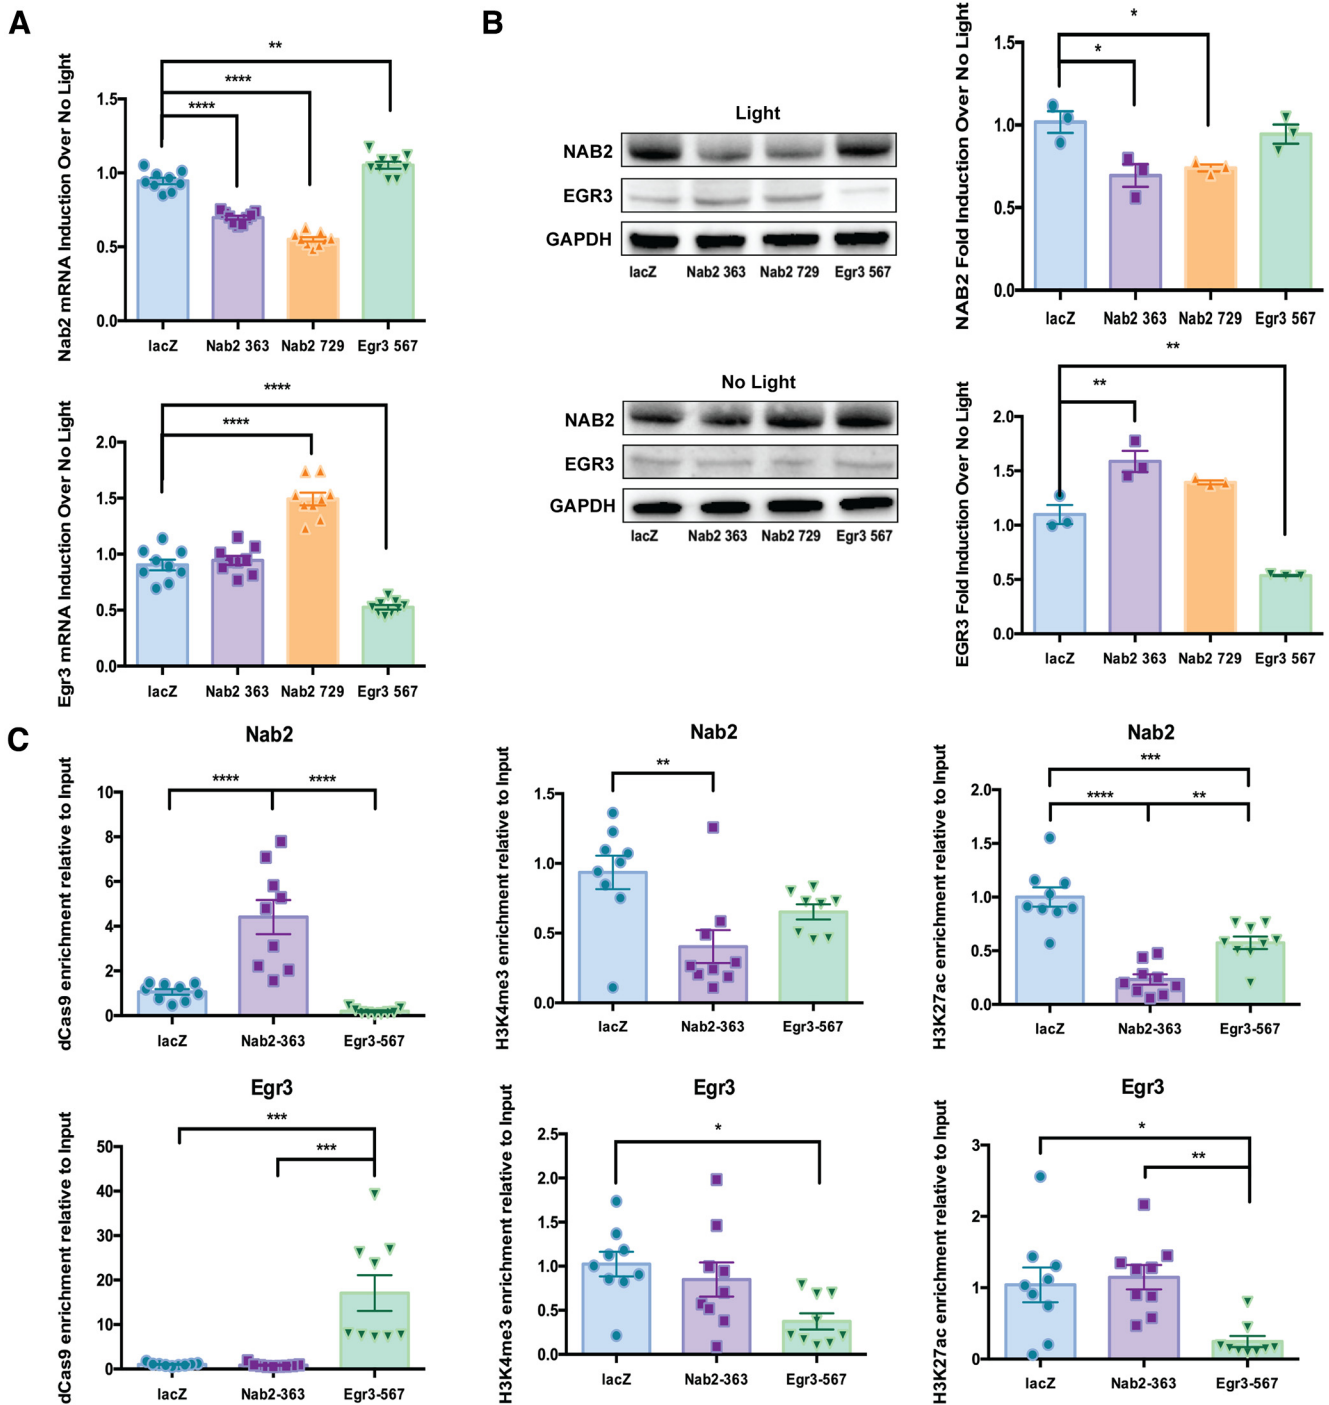 A
Nab2 mRNA Induction Over No Light
**
****
****
1.5
1.0
0.5
0.0
lacZ Nab2 363 Nab2 729 Egr3 567
Egr3 mRNA Induction Over No Light
****
****
2.0
1.5
1.0
0.5
0.0
lacZ Nab2 363 Nab2 729 Egr3 567
B
Light
NAB2
EGR3
GAPDH
lacZ Nab2 363 Nab2 729 Egr3 567
No Light
NAB2
EGR3
GAPDH
lacZ Nab2 363 Nab2 729 Egr3 567
NAB2 Fold Induction Over No Light
*
*
1.5
1.0
0.5
0.0
lacZ Nab2 363 Nab2 729 Egr3 567
EGR3 Fold Induction Over No Light
**
**
2.0
1.5
1.0
0.5
0.0
lacZ Nab2 363 Nab2 729 Egr3 567
C
Nab2
dCas9 enrichment relative to Input
**** ****
10
8
6
4
2
0
lacZ Nab2-363 Egr3-567
Nab2
H3K4me3 enrichment relative to Input
**
1.5
1.0
0.5
0.0
lacZ Nab2-363 Egr3-567
Nab2
H3K27ac enrichment relative to Input
***
**** **
2.0
1.5
1.0
0.5
0.0
lacZ Nab2-363 Egr3-567
Egr3
dCas9 enrichment relative to Input
***
***
50
40
30
20
10
0
lacZ Nab2-363 Egr3-567
Egr3
H3K4me3 enrichment relative to Input
*
2.5
2.0
1.5
1.0
0.5
0.0
lacZ Nab2-363 Egr3-567
Egr3
H3K27ac enrichment relative to Input
*
**
3
2
1
0
lacZ Nab2-363 Egr3-567